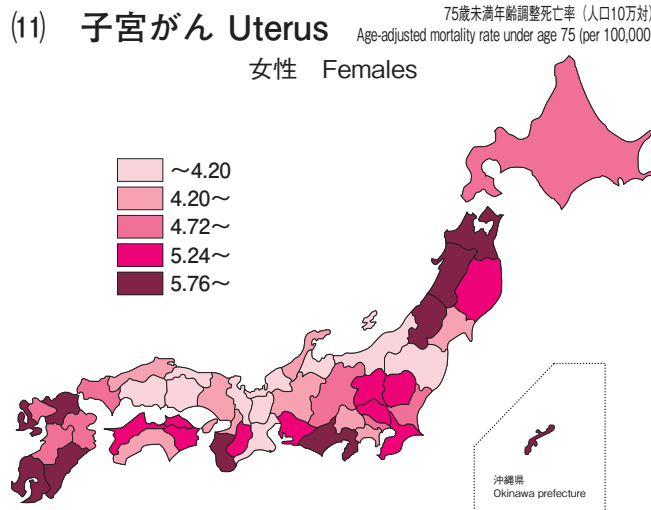 ⑾ 子宮がん Uterus
75歳未満年齢調整死亡率（人口10万対）
Age-adjusted mortality rate under age 75 (per 100,000
女性 Females
～4.20
4.20～
4.72～
5.24～
5.76～
沖縄県
Okinawa prefecture